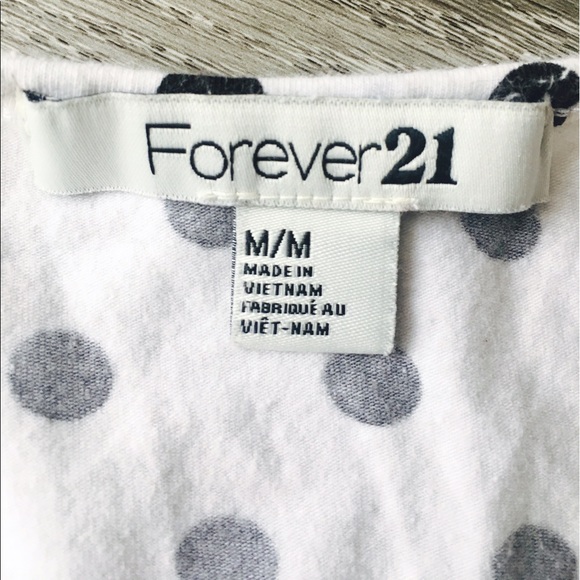 Forever21
M/M
MADE IN
VIETNAM
FABRIQUÉ AU
VIÊT-NAM